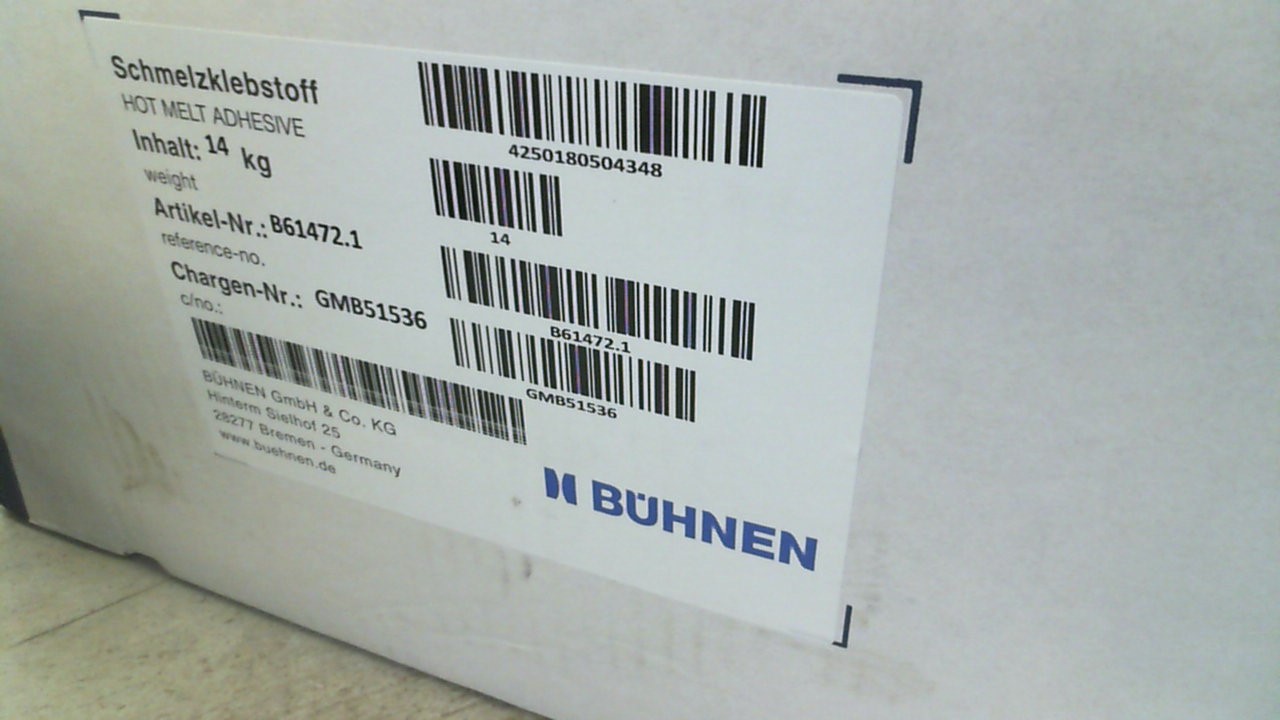 Schmelzklebstoff
HOT MELT ADHESIVE
Inhalt: 14 kg
weight
Artikel-Nr.: B61472.1
reference-no.
Chargen-Nr.: GMB51536
c/no.:
BÜHNEN GmbH & Co. KG
Hinterm Sielhof 25
28277 Bremen - Germany
www.buehnen.de
4250180504348
14
B61472.1
GMB51536
BÜHNEN